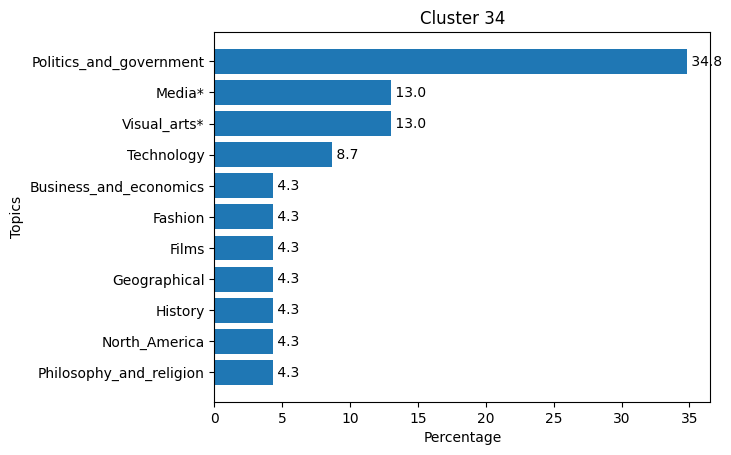 Cluster 34
Politics_and_government 34.8
Media* 13.0
Visual_arts* 13.0
Technology 8.7
Business_and_economics 4.3
Fashion 4.3
Films 4.3
Geographical 4.3
History 4.3
North_America 4.3
Philosophy_and_religion 4.3
Topics
0 5 10 15 20 25 30 35
Percentage